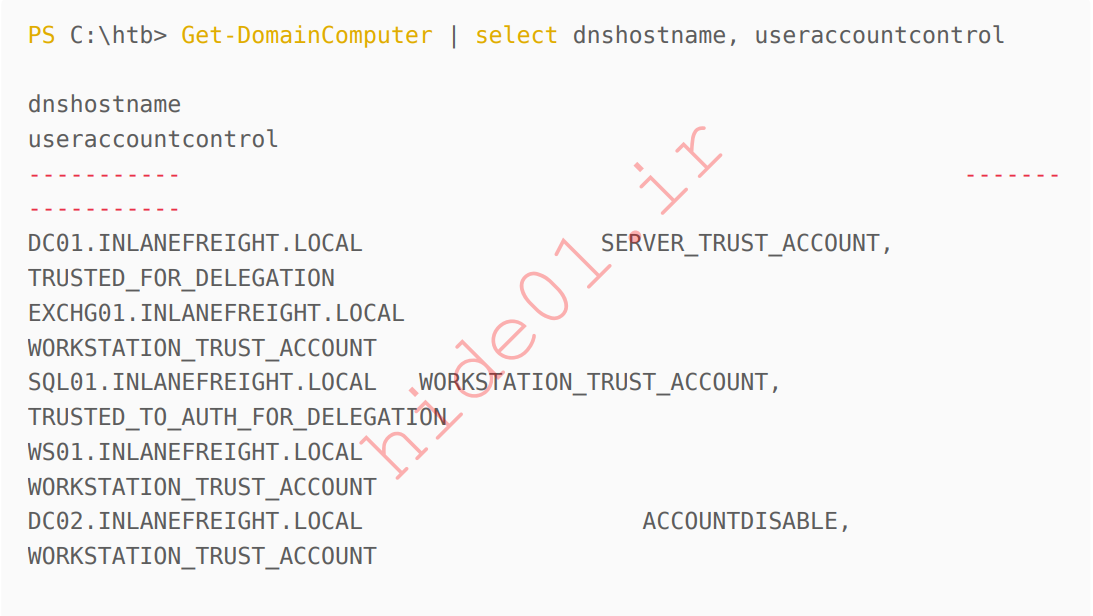 PS C:\htb> Get-DomainComputer | select dnshostname, useraccountcontrol
dnshostname
useraccountcontrol
----------- -------
-----------
DC01.INLANEFREIGHT.LOCAL SERVER_TRUST_ACCOUNT,
TRUSTED_FOR_DELEGATION
EXCHG01.INLANEFREIGHT.LOCAL
WORKSTATION_TRUST_ACCOUNT
SQL01.INLANEFREIGHT.LOCAL WORKSTATION_TRUST_ACCOUNT,
TRUSTED_TO_AUTH_FOR_DELEGATION
WS01.INLANEFREIGHT.LOCAL
WORKSTATION_TRUST_ACCOUNT
DC02.INLANEFREIGHT.LOCAL ACCOUNTDISABLE,
WORKSTATION_TRUST_ACCOUNT
hide01.ir